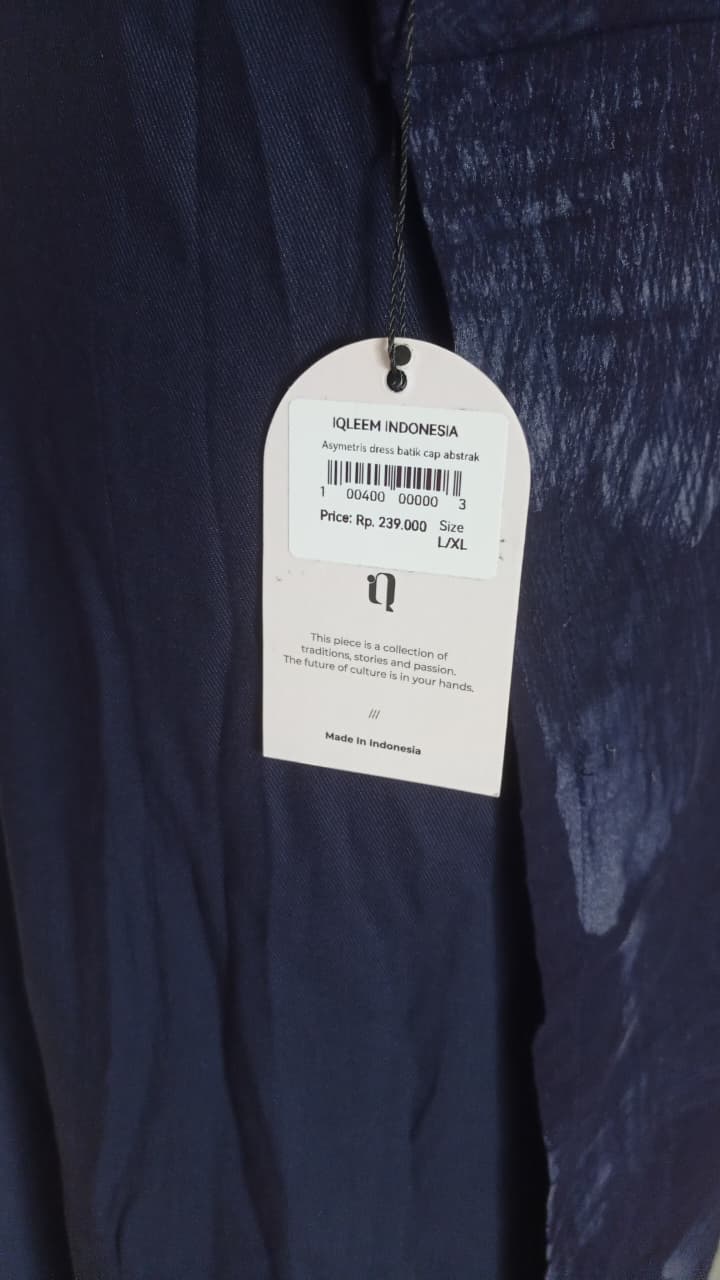 IQLEEM INDONESIA
Asymetris dress batik cap abstrak
1 00400 00000 3
Price: Rp. 239.000 Size
L/XL
iQ
This piece is a collection of
traditions, stories and passion.
The future of culture is in your hands.
///
Made In Indonesia